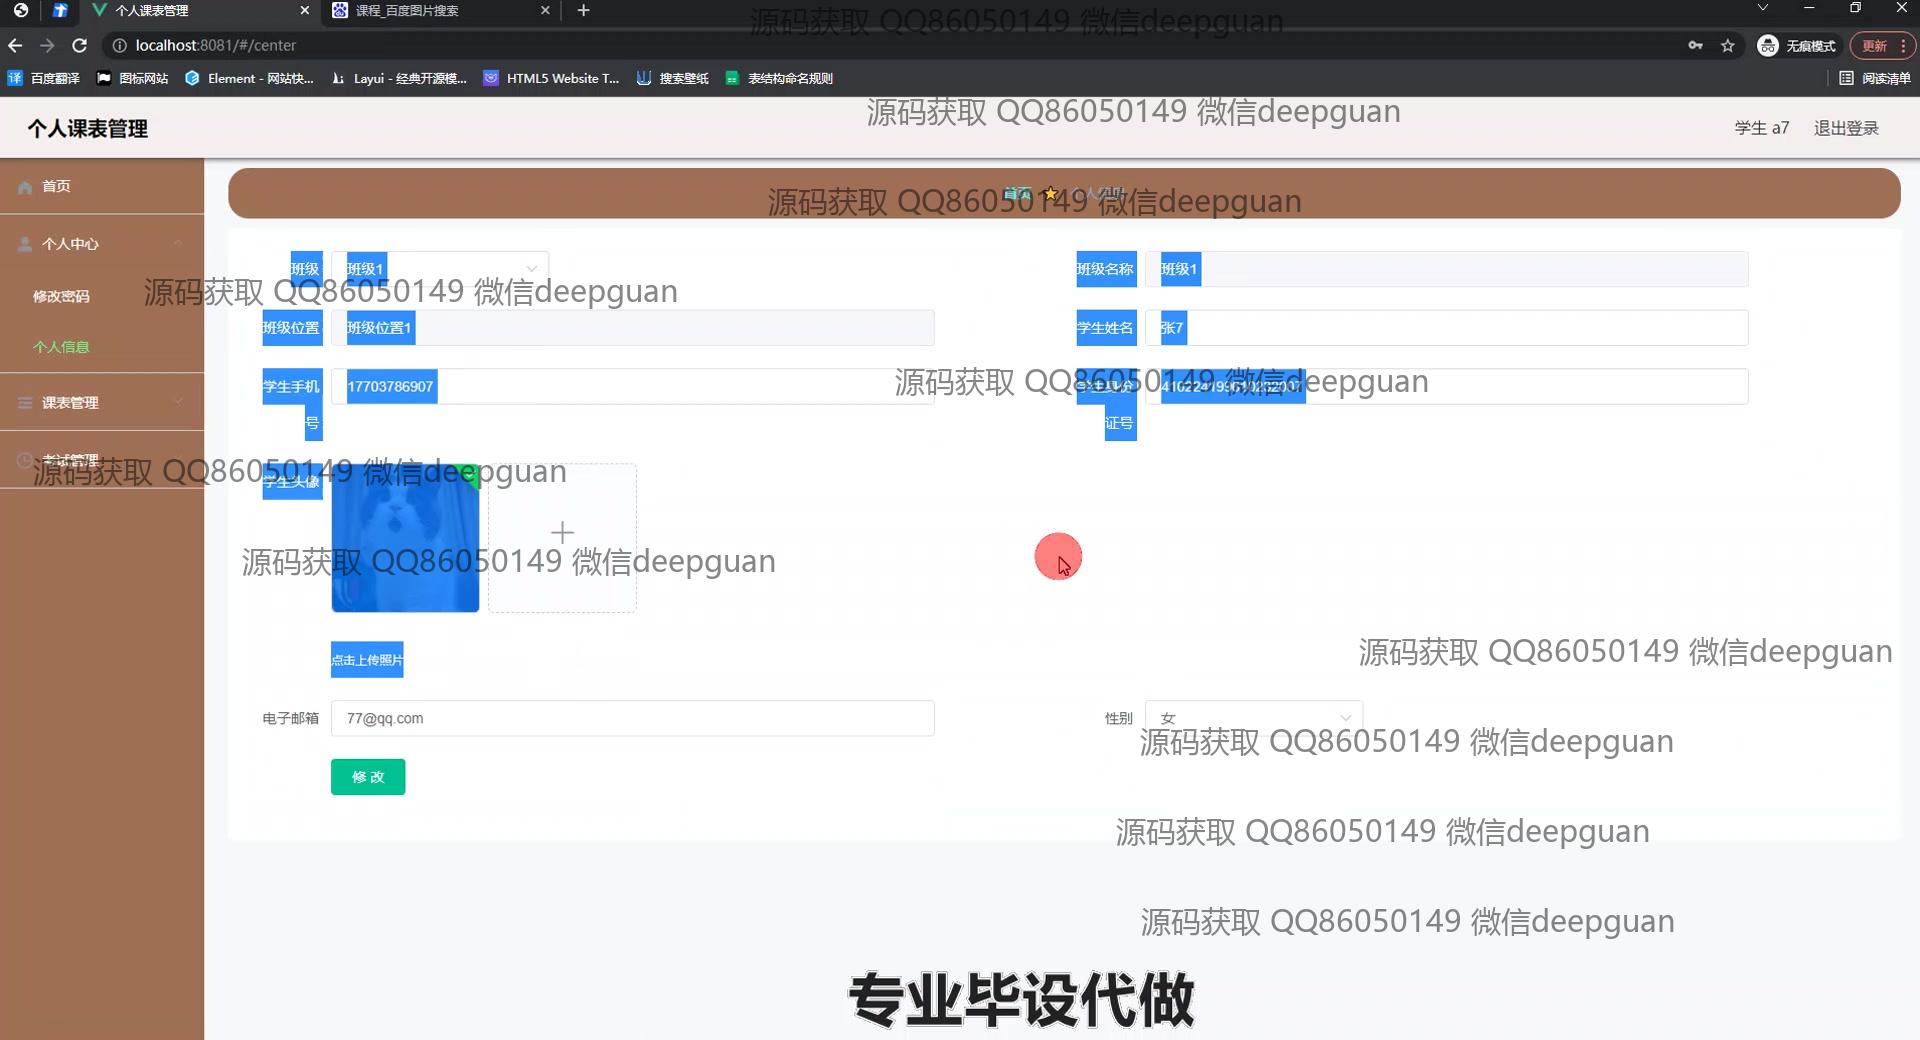 个人课表管理
课程_百度图片搜索
源码获取 QQ86050149 微信deepguan
localhost:8081/#/center
无痕模式
更新
百度翻译
图标网站
Element - 网站快...
Layui - 经典开源模...
HTML5 Website T...
搜索壁纸
表结构命名规则
阅读清单
个人课表管理
源码获取 QQ86050149 微信deepguan
学生 a7
退出登录
首页
首页
源码获取 QQ86050149 微信deepguan
个人中心
班级
班级1
班级名称
班级1
修改密码
源码获取 QQ86050149 微信deepguan
班级位置
班级位置1
学生姓名
张7
个人信息
学生手机号
17703786907
源码获取 QQ86050149 微信deepguan
学生身份证号
课表管理
考试管理
源码获取 QQ86050149 微信deepguan
学生头像
源码获取 QQ86050149 微信deepguan
点击上传照片
源码获取 QQ86050149 微信deepguan
电子邮箱
77@qq.com
性别
女
源码获取 QQ86050149 微信deepguan
修改
源码获取 QQ86050149 微信deepguan
源码获取 QQ86050149 微信deepguan
专业毕设代做